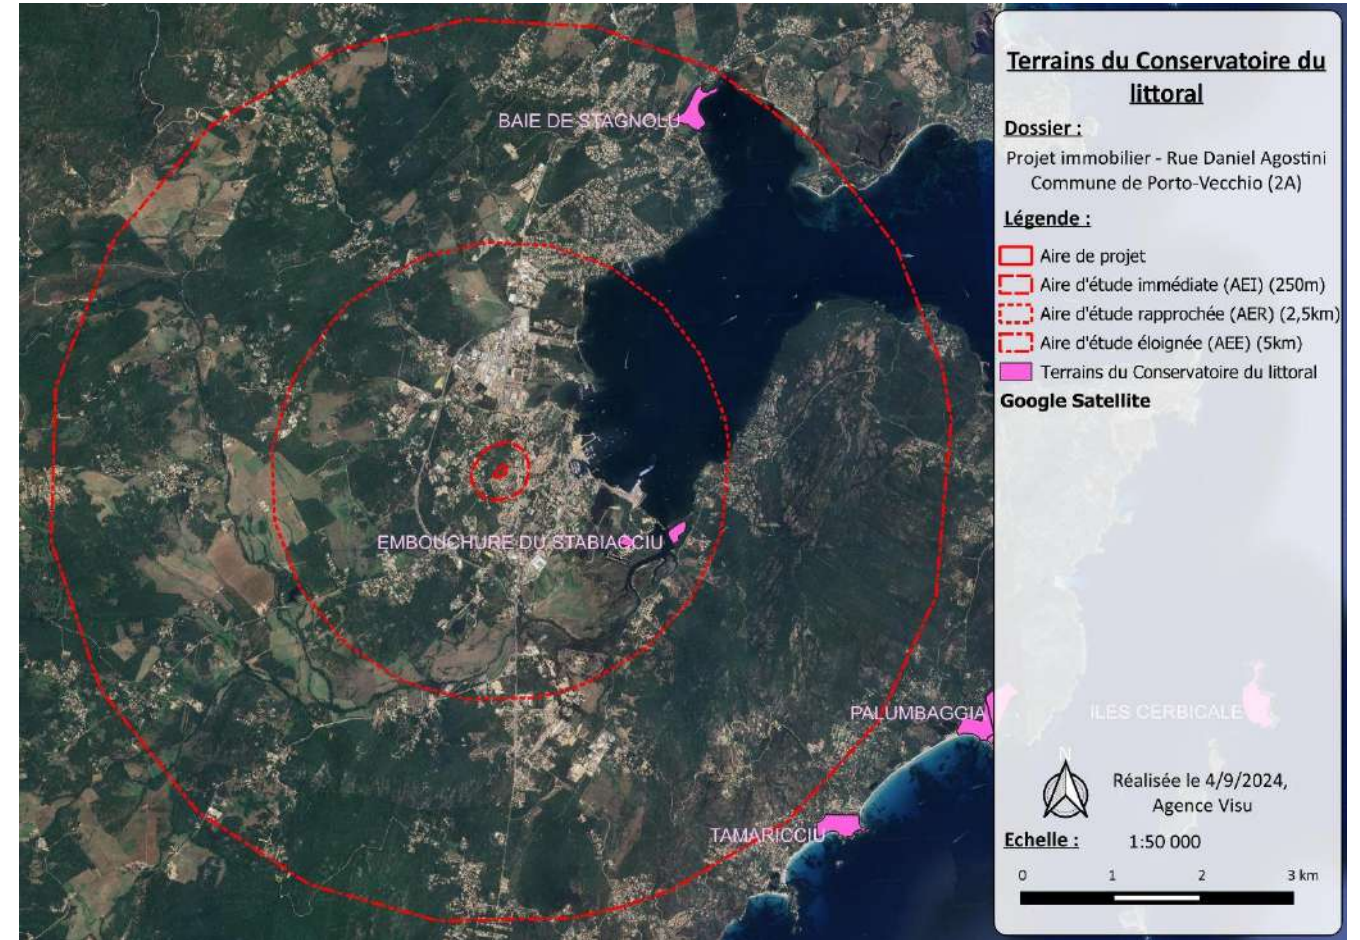 Terrains du Conservatoire du
littoral
Dossier :
Projet immobilier - Rue Daniel Agostini
Commune de Porto-Vecchio (2A)
Légende :
Aire de projet
Aire d'étude immédiate (AEI) (250m)
Aire d'étude rapprochée (AER) (2,5km)
Aire d'étude éloignée (AEE) (5km)
Terrains du Conservatoire du littoral
Google Satellite
BAIE DE STAGNOLU
EMBOUCHURE DU STABIACCIU
PALUMBAGGIA
ILES CERBICALE
TAMARICCIU
N
Réalisée le 4/9/2024,
Agence Visu
Echelle :
1:50 000
0 1 2 3 km